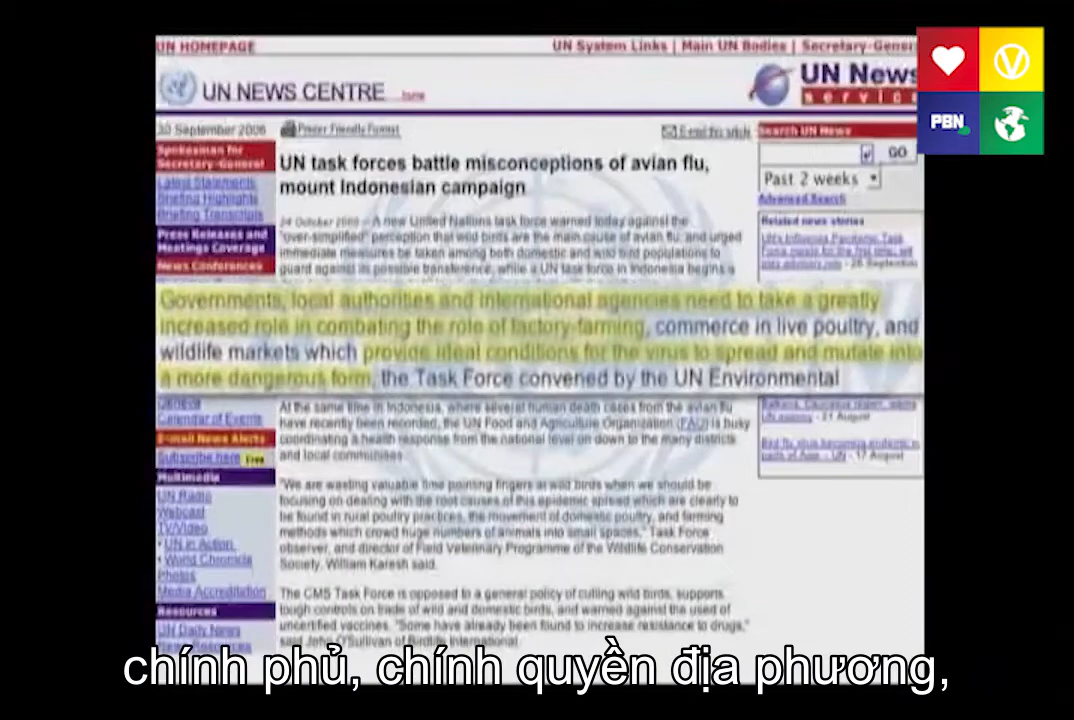 UN HOMEPAGE
UN System Links | Main UN Bodies | Secretary-Gener
UN NEWS CENTRE home
UN News
service
PBN
30 September 2006
Printer Friendly Format
E-mail this article
Search UN News
GO
Past 2 weeks
Advanced Search
Spokesman for
Secretary-General
Latest Statements
Briefing Highlights
Briefing Transcripts
Press Releases and
Meetings Coverage
News Conferences
UN task forces battle misconceptions of avian flu,
mount Indonesian campaign
24 October 2005 – A new United Nations task force warned today against the
"over-simplified" perception that wild birds are the main cause of avian flu and urged
immediate measures be taken among both domestic and wild bird populations to
guard against its possible transference, while a UN task force in Indonesia begins a
Related news stories
Governments, local authorities and international agencies need to take a greatly
increased role in combating the role of factory-farming, commerce in live poultry, and
wildlife markets which provide ideal conditions for the virus to spread and mutate into
a more dangerous form, the Task Force convened by the UN Environmental
Geneva
Calendar of Events
E-mail News Alerts
Subscribe here Free
Multimedia
UN Radio
Webcast
TV/Video
• UN in Action
• World Chronicle
Photos
Media Accreditation
Resources
UN Daily News
News Resources
At the same time in Indonesia, where several human death cases from the avian flu
have recently been recorded, the UN Food and Agriculture Organization (FAO) is busy
coordinating a health response from the national level on down to the many districts
and local communities.
"We are wasting valuable time pointing fingers at wild birds when we should be
focusing on dealing with the root causes of this epidemic spread which are clearly to
be found in rural poultry practices, the movement of domestic poultry, and farming
methods which crowd huge numbers of animals into small spaces," Task Force
observer, and director of Field Veterinary Programme of the Wildlife Conservation
Society, William Karesh said.
The CMS Task Force is opposed to a general policy of culling wild birds, supports
tough controls on trade of wild and domestic birds, and warned against the used of
uncertified vaccines. "Some have already been found to increase resistance to drugs,"
said John O'Sullivan of Birdlife International.
chính phủ, chính quyền địa phương,